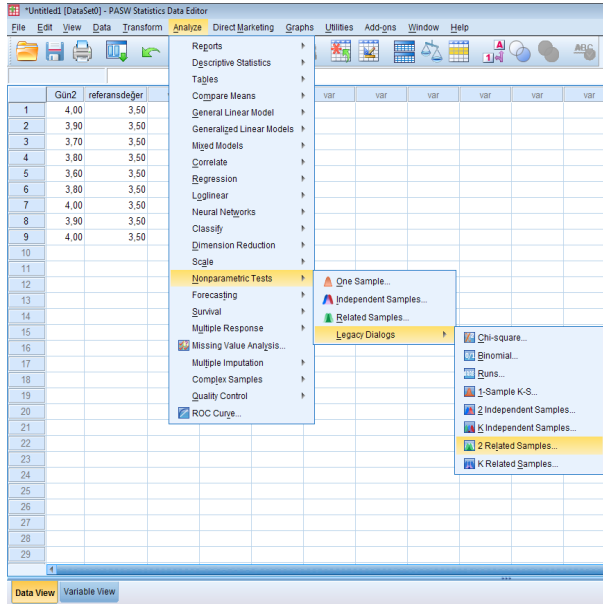 *Untitled1 [DataSet0] - PASW Statistics Data Editor
File Edit View Data Transform Analyze Direct Marketing Graphs Utilities Add-ons Window Help
Reports
Descriptive Statistics
Tables
Compare Means
General Linear Model
Generalized Linear Models
Mixed Models
Correlate
Regression
Loglinear
Neural Networks
Classify
Dimension Reduction
Scale
Nonparametric Tests
Forecasting
Survival
Multiple Response
Missing Value Analysis...
Multiple Imputation
Complex Samples
Quality Control
ROC Curve...
One Sample...
Independent Samples...
Related Samples...
Legacy Dialogs
Chi-square...
Binomial...
Runs...
1-Sample K-S...
2 Independent Samples...
K Independent Samples...
2 Related Samples...
K Related Samples...
Gün2 referansdeğer var var var var var var
1 4,00 3,50
2 3,90 3,50
3 3,70 3,50
4 3,80 3,50
5 3,60 3,50
6 3,80 3,50
7 4,00 3,50
8 3,90 3,50
9 4,00 3,50
10
11
12
13
14
15
16
17
18
19
20
21
22
23
24
25
26
27
28
29
Data View Variable View